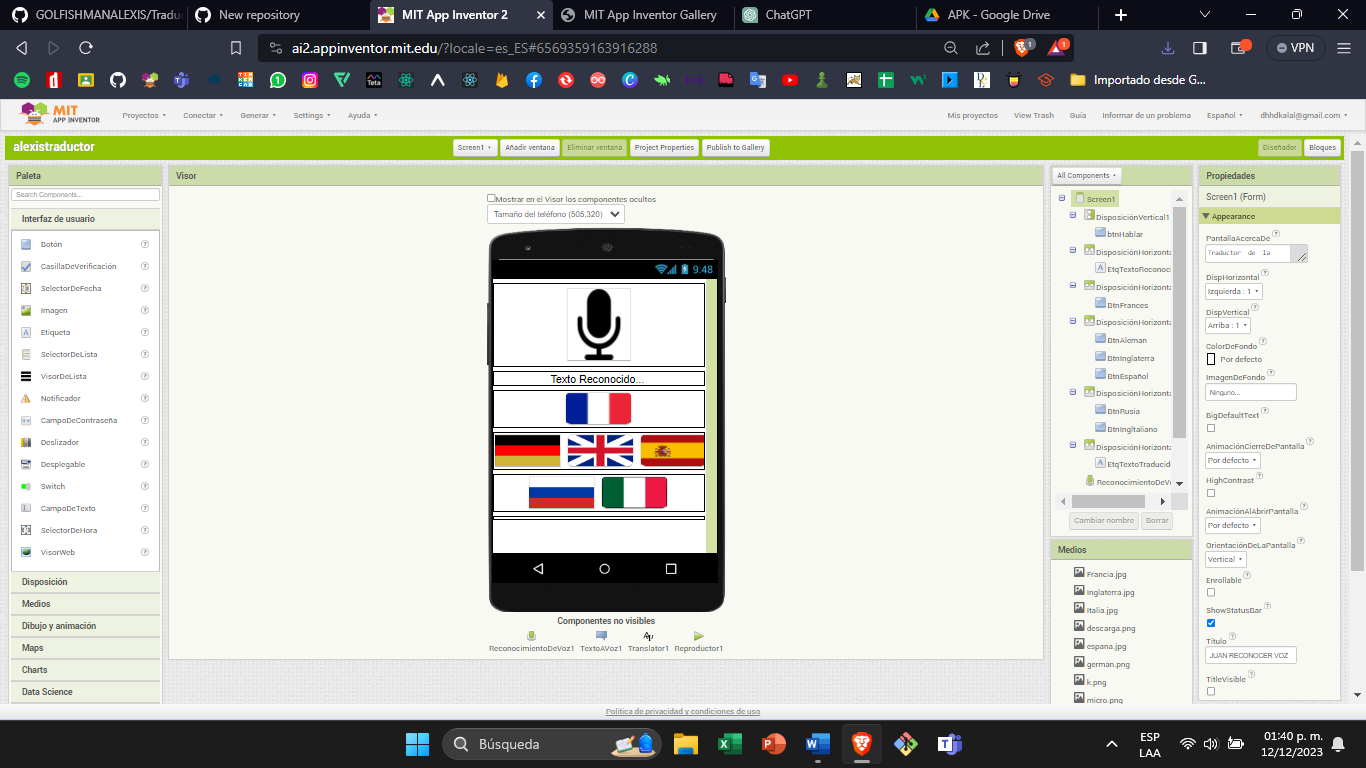 GOLFISHMANALEXIS/Tradu
New repository
MIT App Inventor 2
MIT App Inventor Gallery
ChatGPT
APK - Google Drive
ai2.appinventor.mit.edu/?locale=es_ES#6569359163916288
1
1
VPN
Importado desde G...
MIT
APP INVENTOR
Proyectos
Conectar
Generar
Settings
Ayuda
Mis proyectos
View Trash
Guía
Informar de un problema
Español
dhhdkalal@gmail.com
alexistraductor
Screen1
Añadir ventana
Eliminar ventana
Project Properties
Publish to Gallery
Diseñador
Bloques
Paleta
Search Components...
Interfaz de usuario
Botón
CasillaDeVerificación
SelectorDeFecha
Imagen
Etiqueta
SelectorDeLista
VisorDeLista
Notificador
CampoDeContraseña
Deslizador
Desplegable
Switch
CampoDeTexto
SelectorDeHora
VisorWeb
Disposición
Medios
Dibujo y animación
Maps
Charts
Data Science
Visor
Mostrar en el Visor los componentes ocultos
Tamaño del teléfono (505,320)
9:48
Texto Reconocido...
Componentes no visibles
ReconocimientoDeVoz1
TextoAVoz1
Translator1
Reproductor1
All Components
Screen1
DisposiciónVertical1
btnHablar
DisposiciónHorizonta
EtqTextoReconoc
DisposiciónHorizonta
BtnFrances
DisposiciónHorizonta
BtnAleman
BtnInglaterra
BtnEspañol
DisposiciónHorizonta
BtnRusia
BtnIngltaliano
DisposiciónHorizonta
EtqTextoTraducid
ReconocimientoDeVo
Cambiar nombre
Borrar
Medios
Francia.jpg
Inglaterra.jpg
Italia.jpg
descarga.png
espana.jpg
german.png
k.png
micro.png
Propiedades
Screen1 (Form)
Appearance
PantallaAcercaDe
Traductor de la
DispHorizontal
Izquierda : 1
DispVertical
Arriba : 1
ColorDeFondo
Por defecto
ImagenDeFondo
Ninguno...
BigDefaultText
AnimaciónCierreDePantalla
Por defecto
HighContrast
AnimaciónAlAbrirPantalla
Por defecto
OrientaciónDeLaPantalla
Vertical
Enrollable
ShowStatusBar
Título
JUAN RECONOCER VOZ
TitleVisible
Política de privacidad y condiciones de uso
Búsqueda
ESP
LAA
01:40 p. m.
12/12/2023